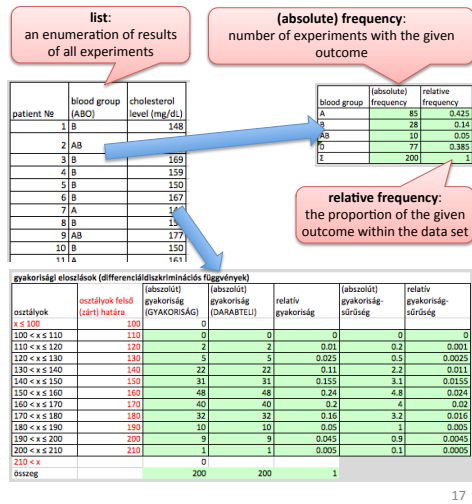 list:
an enumeration of results
of all experiments
(absolute) frequency:
number of experiments with the given
outcome
patient № blood group (ABO) cholesterol level (mg/dL)
1 B 148
2 AB
3 B 169
4 B 159
5 B 150
6 B 167
7 A
8 B
9 AB 177
10 B 150
11 A 161
blood group (absolute) frequency relative frequency
A 85 0.425
B 28 0.14
AB 10 0.05
0 77 0.385
Σ 200 1
relative frequency:
the proportion of the given
outcome within the data set
gyakorisági eloszlások (differenciáldiszkriminációs függvények)
osztályok osztályok felső (zárt) határa (abszolút) gyakoriság (GYAKORISÁG) (abszolút) gyakoriság (DARABTELI) relatív gyakoriság (abszolút) gyakoriság-sűrűség relatív gyakoriság-sűrűség
x ≤ 100 100 0
100 < x ≤ 110 110 0 0 0 0 0
110 < x ≤ 120 120 2 2 0.01 0.2 0.001
120 < x ≤ 130 130 5 5 0.025 0.5 0.0025
130 < x ≤ 140 140 22 22 0.11 2.2 0.011
140 < x ≤ 150 150 31 31 0.155 3.1 0.0155
150 < x ≤ 160 160 48 48 0.24 4.8 0.024
160 < x ≤ 170 170 40 40 0.2 4 0.02
170 < x ≤ 180 180 32 32 0.16 3.2 0.016
180 < x ≤ 190 190 10 10 0.05 1 0.005
190 < x ≤ 200 200 9 9 0.045 0.9 0.0045
200 < x ≤ 210 210 1 1 0.005 0.1 0.0005
210 < x 0
összeg 200 200 1
17